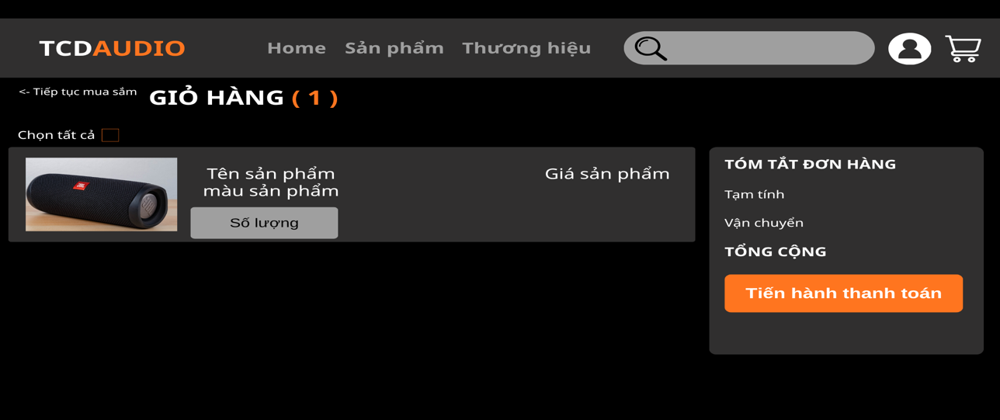 TCDAUDIO
Home Sản phẩm Thương hiệu
<- Tiếp tục mua sắm GIỎ HÀNG ( 1 )
Chọn tất cả
JBL
Tên sản phẩm
màu sản phẩm
Số lượng
Giá sản phẩm
TÓM TẮT ĐƠN HÀNG
Tạm tính
Vận chuyển
TỔNG CỘNG
Tiến hành thanh toán